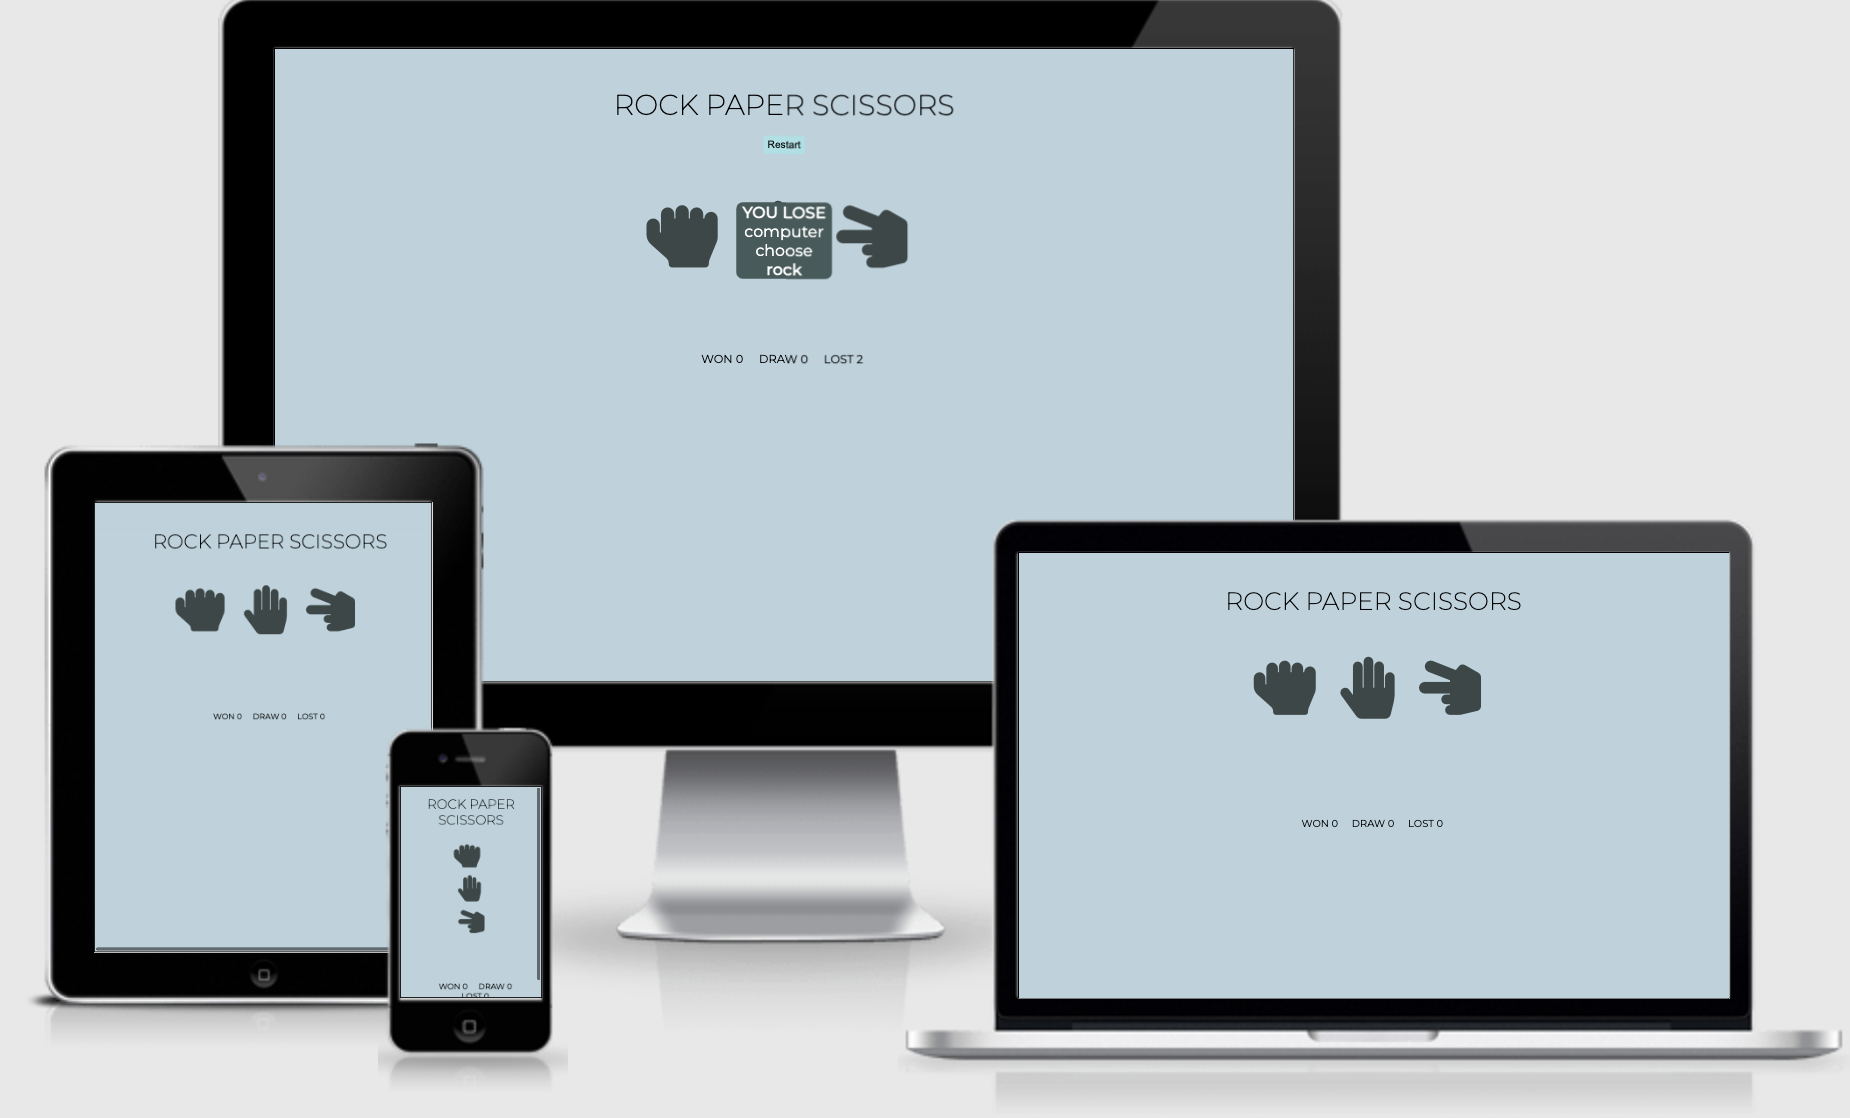 ROCK PAPER SCISSORS
Restart
YOU LOSE
computer
choose
rock
WON 0 DRAW 0 LOST 2
ROCK PAPER SCISSORS
WON 0 DRAW 0 LOST 0
ROCK PAPER
SCISSORS
WON 0 DRAW 0
LOST 0
ROCK PAPER SCISSORS
WON 0 DRAW 0 LOST 0